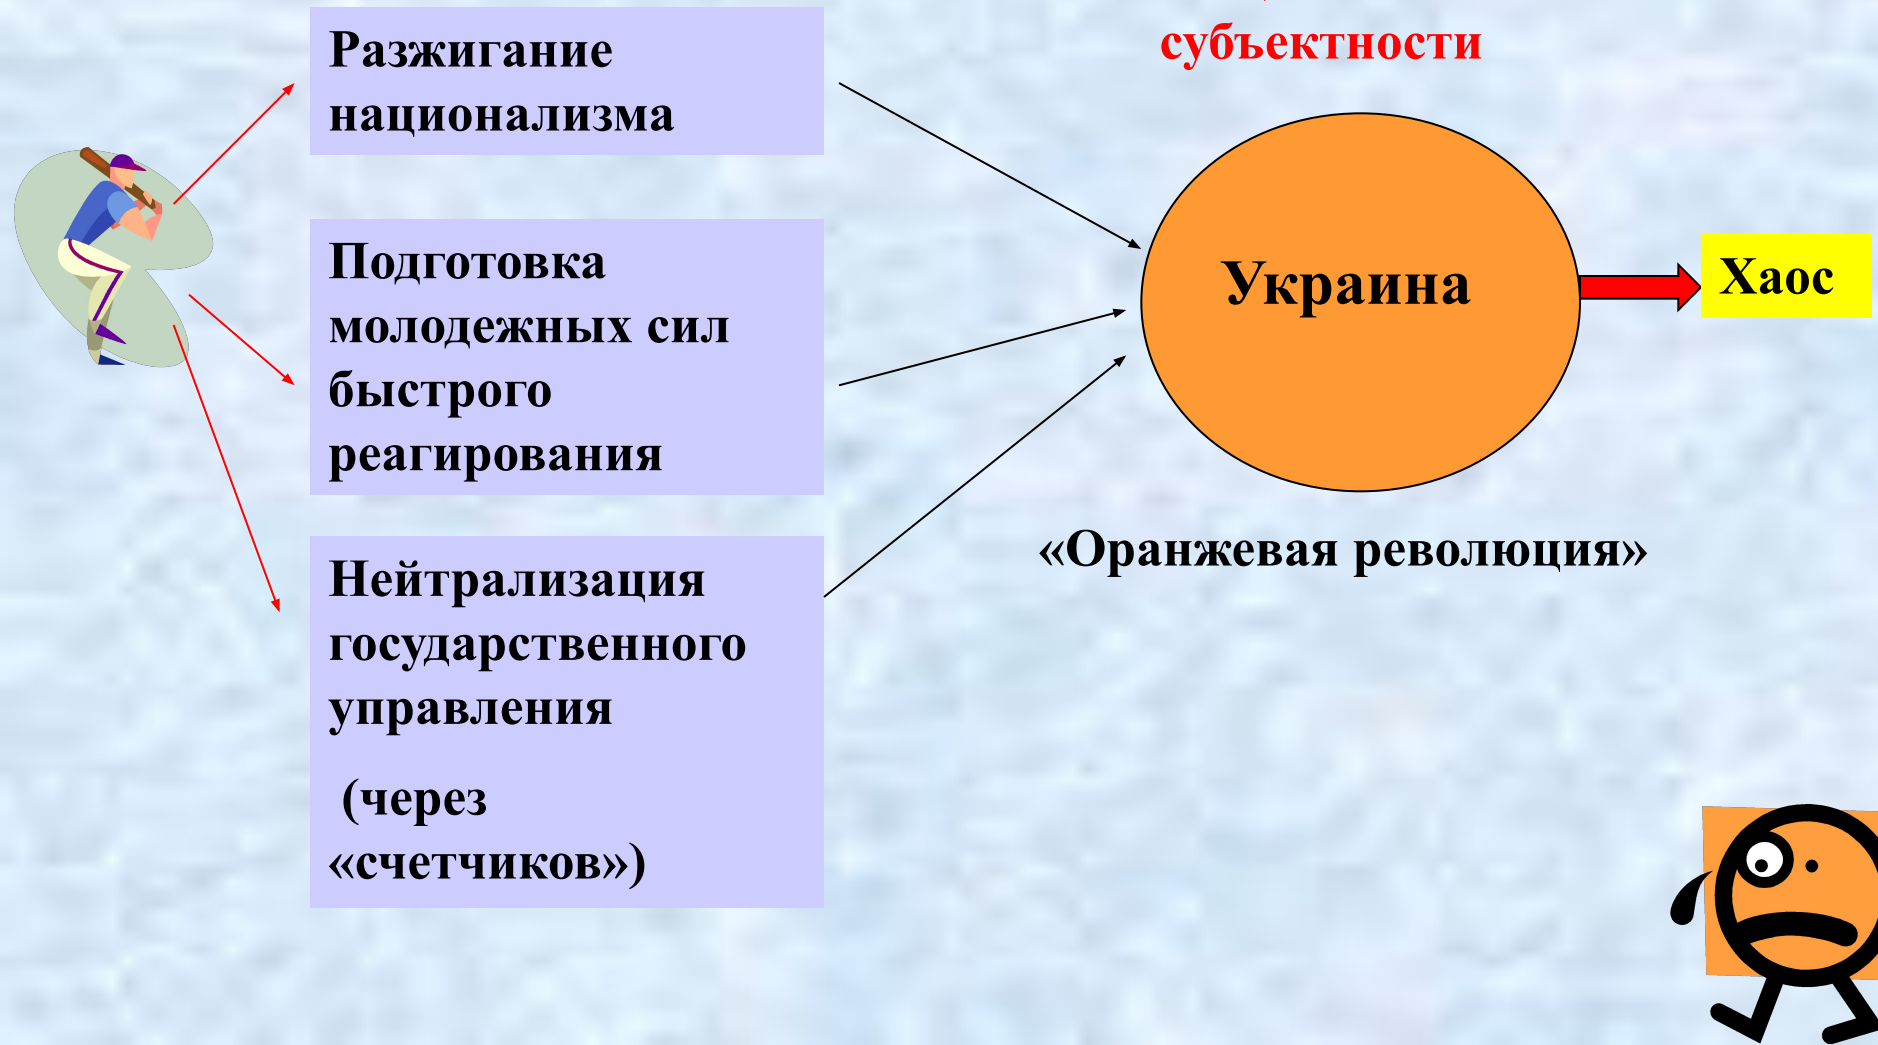 Разжигание
национализма
Подготовка
молодежных сил
быстрого
реагирования
Нейтрализация
государственного
управления
(через
«счетчиков»)
субъектности
Украина
«Оранжевая революция»
Хаос